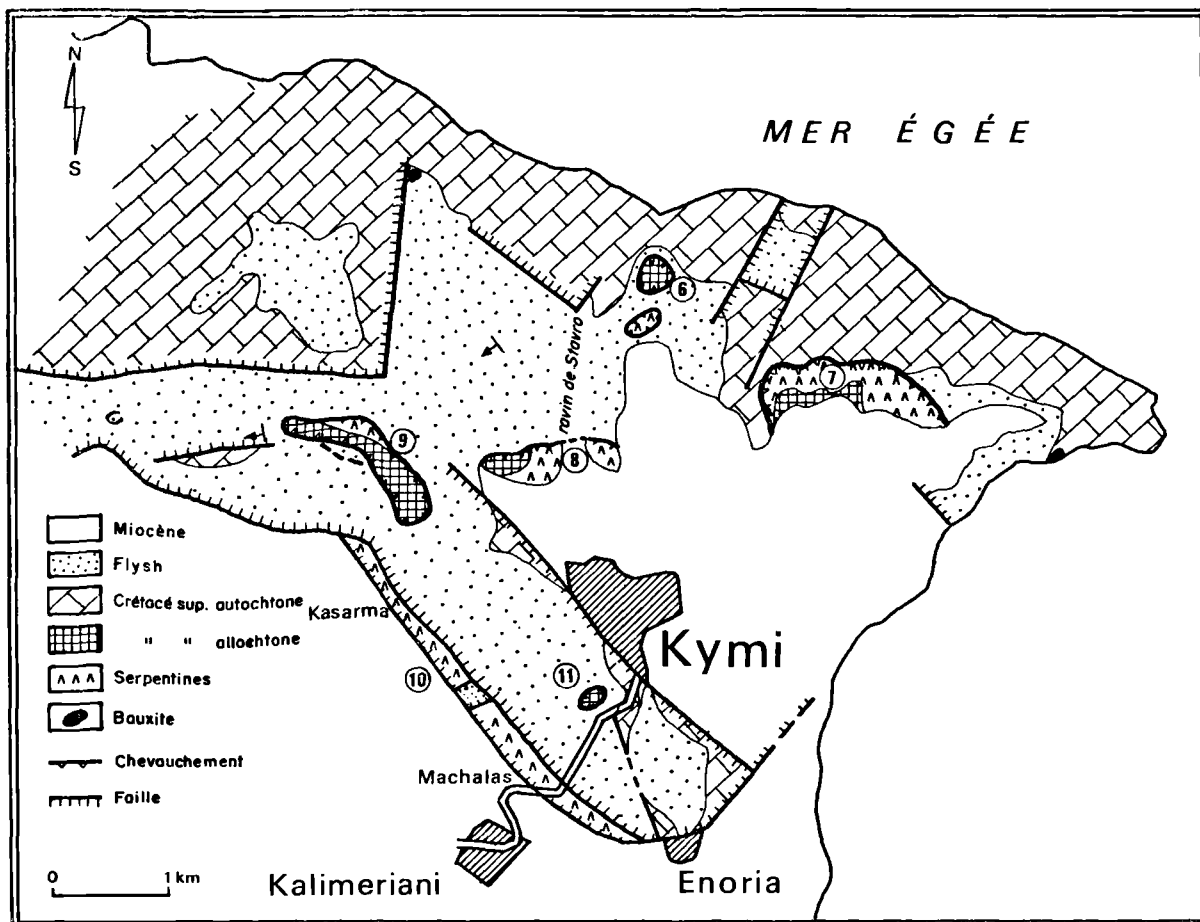 N
S
MER ÉGÉE
6
7
ravin de Stavro
8
9
Miocène
Flysh
Crétacé sup. autochtone
" " allochtone
Serpentines
Bauxite
Chevauchement
Faille
Kasarma
10
11
Kymi
Machalas
0 1 km
Kalimeriani
Enoria